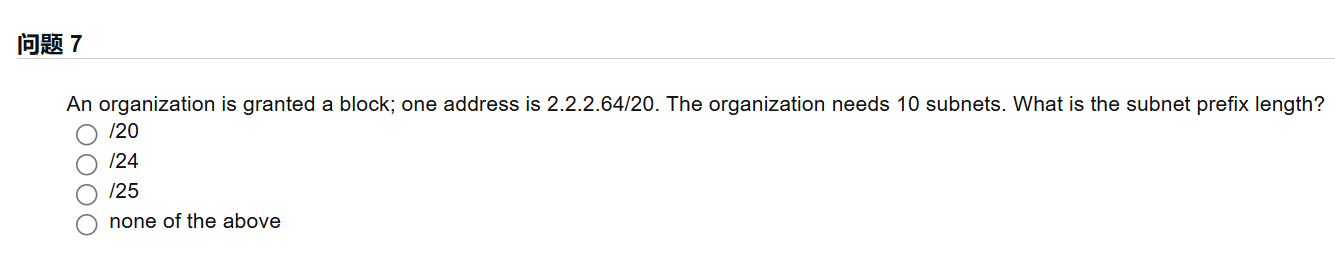 问题 7
An organization is granted a block; one address is 2.2.2.64/20. The organization needs 10 subnets. What is the subnet prefix length?
/20
/24
/25
none of the above